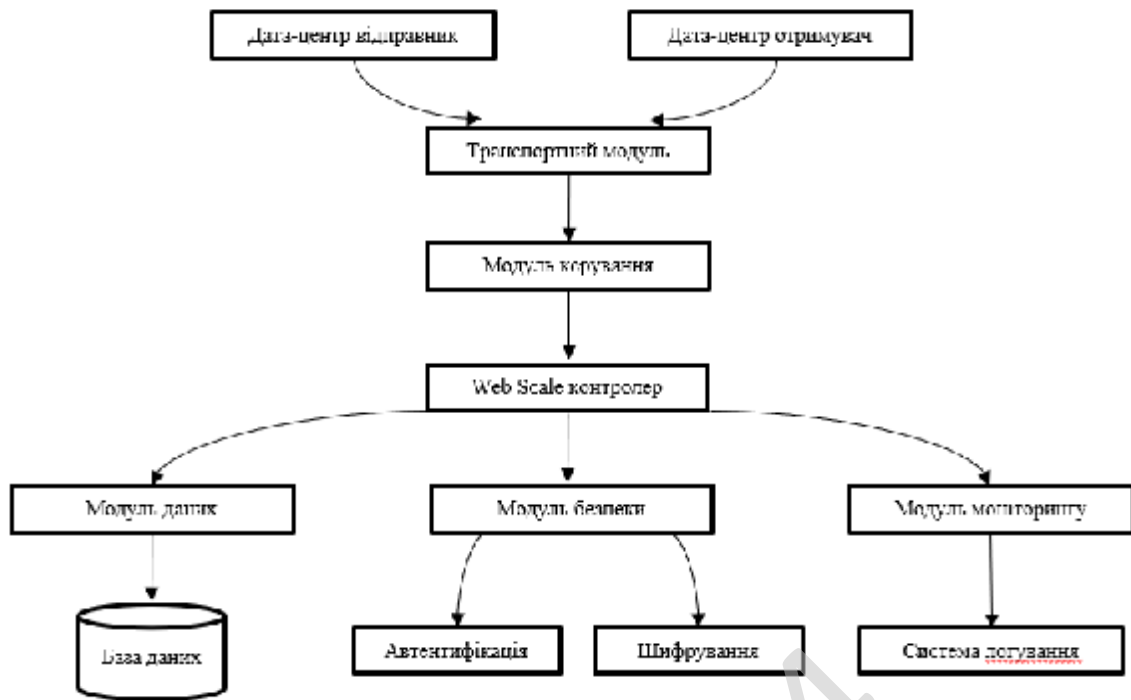 Дата-центр відправник
Дата-центр отримувач
Транспортний модуль
Модуль корування
Web Scale контролер
Модуль даних
Модуль безпеки
Модуль моніторингу
База даних
Автентифікація
Шифрування
Система логування